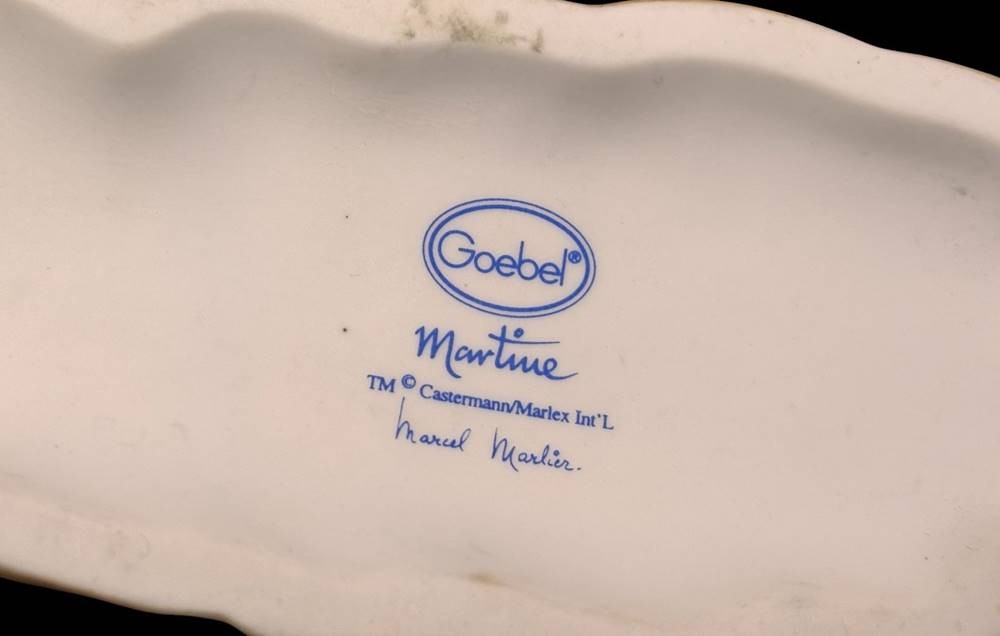 Goebel®
Martine
TM © Castermann/Marlex Int'L
Marcel Marlier.